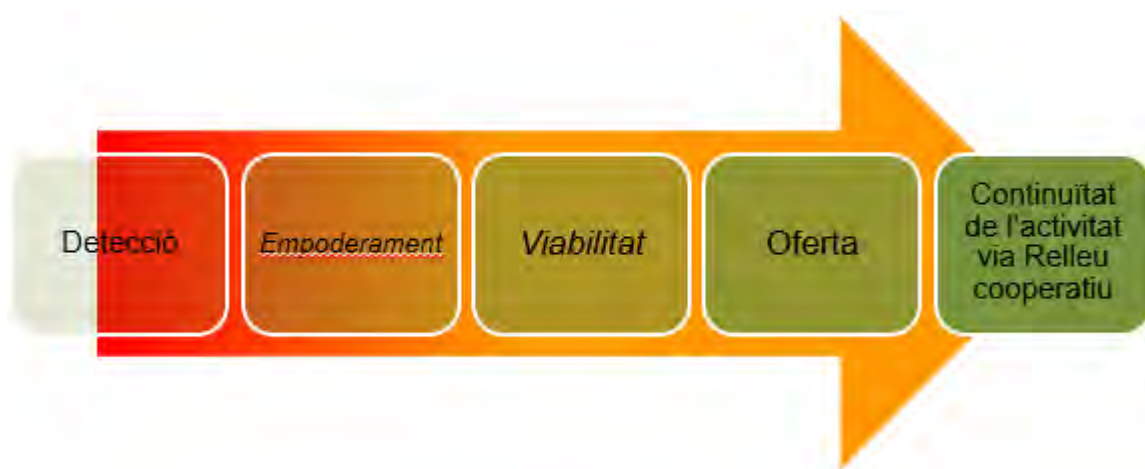 Detecció
Empoderament
Viabilitat
Oferta
Continuïtat
de l'activitat
via Relleu
cooperatiu